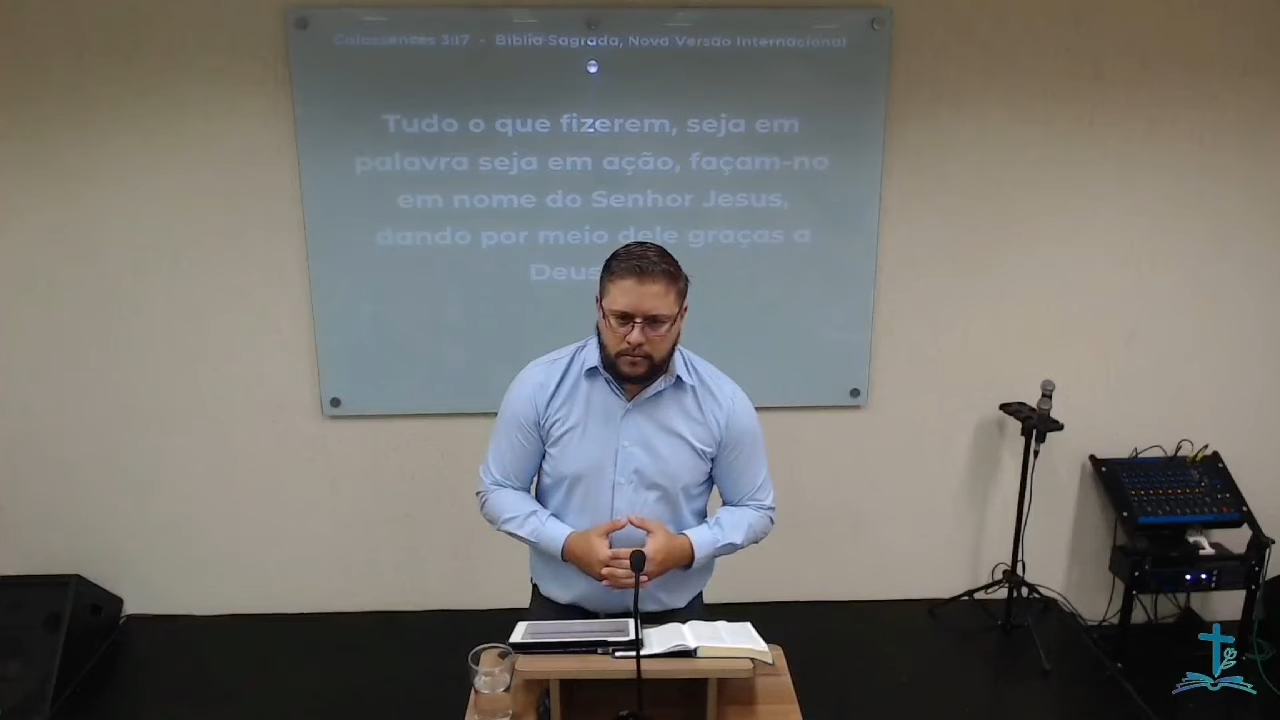 Colossenses 3:17 - Bíblia Sagrada, Nova Versão Internacional
Tudo o que fizerem, seja em
palavra seja em ação, façam-no
em nome do Senhor Jesus,
dando por meio dele graças a
Deus